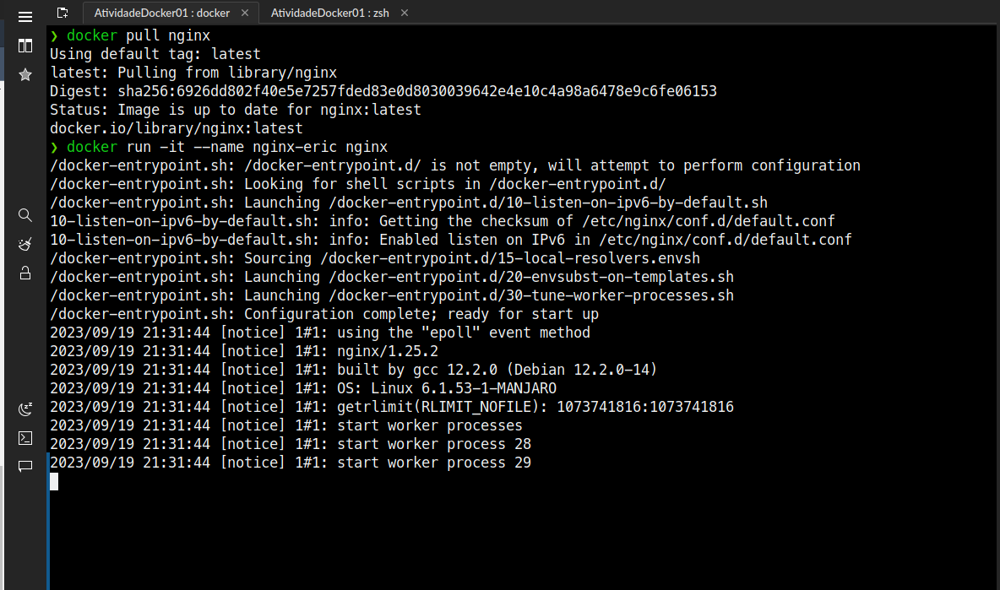 AtividadeDocker01 : docker ×
AtividadeDocker01 : zsh ×
❯ docker pull nginx
Using default tag: latest
latest: Pulling from library/nginx
Digest: sha256:6926dd802f40e5e7257fded83e0d8030039642e4e10c4a98a6478e9c6fe06153
Status: Image is up to date for nginx:latest
docker.io/library/nginx:latest
❯ docker run -it --name nginx-eric nginx
/docker-entrypoint.sh: /docker-entrypoint.d/ is not empty, will attempt to perform configuration
/docker-entrypoint.sh: Looking for shell scripts in /docker-entrypoint.d/
/docker-entrypoint.sh: Launching /docker-entrypoint.d/10-listen-on-ipv6-by-default.sh
10-listen-on-ipv6-by-default.sh: info: Getting the checksum of /etc/nginx/conf.d/default.conf
10-listen-on-ipv6-by-default.sh: info: Enabled listen on IPv6 in /etc/nginx/conf.d/default.conf
/docker-entrypoint.sh: Sourcing /docker-entrypoint.d/15-local-resolvers.envsh
/docker-entrypoint.sh: Launching /docker-entrypoint.d/20-envsubst-on-templates.sh
/docker-entrypoint.sh: Launching /docker-entrypoint.d/30-tune-worker-processes.sh
/docker-entrypoint.sh: Configuration complete; ready for start up
2023/09/19 21:31:44 [notice] 1#1: using the "epoll" event method
2023/09/19 21:31:44 [notice] 1#1: nginx/1.25.2
2023/09/19 21:31:44 [notice] 1#1: built by gcc 12.2.0 (Debian 12.2.0-14)
2023/09/19 21:31:44 [notice] 1#1: OS: Linux 6.1.53-1-MANJARO
2023/09/19 21:31:44 [notice] 1#1: getrlimit(RLIMIT_NOFILE): 1073741816:1073741816
2023/09/19 21:31:44 [notice] 1#1: start worker processes
2023/09/19 21:31:44 [notice] 1#1: start worker process 28
2023/09/19 21:31:44 [notice] 1#1: start worker process 29